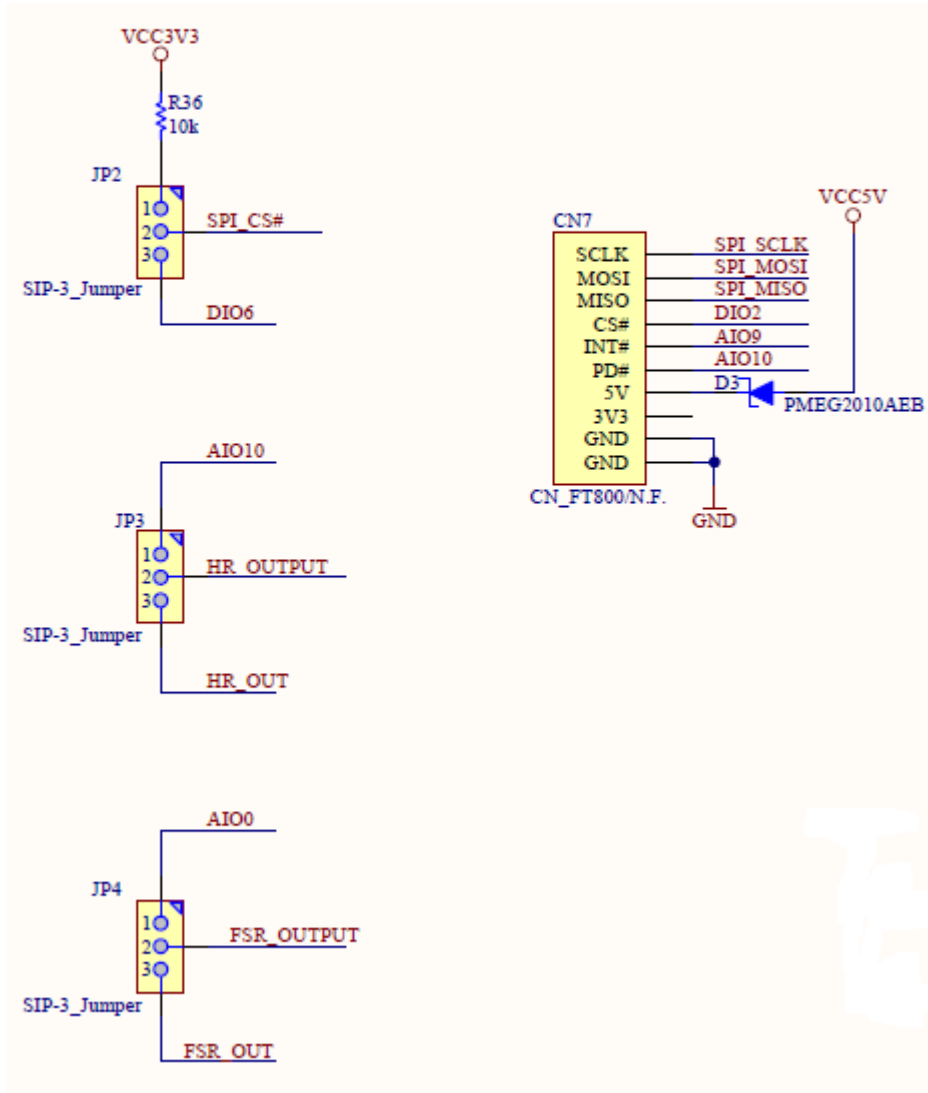 VCC3V3
R36
10k
JP2
1
2
3
SPI_CS#
SIP-3_Jumper
DIO6
AIO10
JP3
1
2
3
HR_OUTPUT
SIP-3_Jumper
HR_OUT
AIO0
JP4
1
2
3
FSR_OUTPUT
SIP-3_Jumper
FSR_OUT
VCC5V
CN7
SCLK SPI_SCLK
MOSI SPI_MOSI
MISO SPI_MISO
CS# DIO2
INT# AIO9
PD# AIO10
5V D3
PMEG2010AEB
3V3
GND
GND
CN_FT800/N.F.
GND